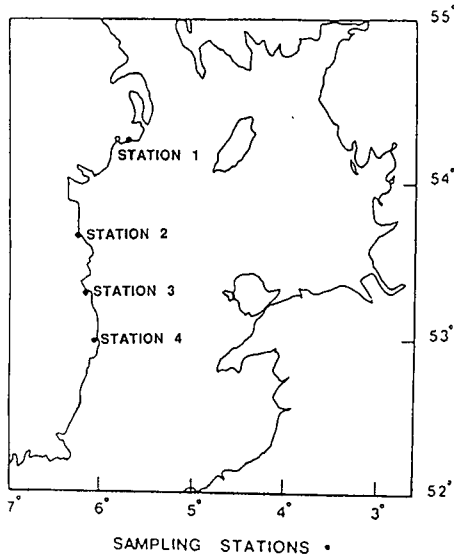 55°
STATION 1
54°
STATION 2
STATION 3
53°
STATION 4
52°
7° 6° 5° 4° 3°
SAMPLING STATIONS •